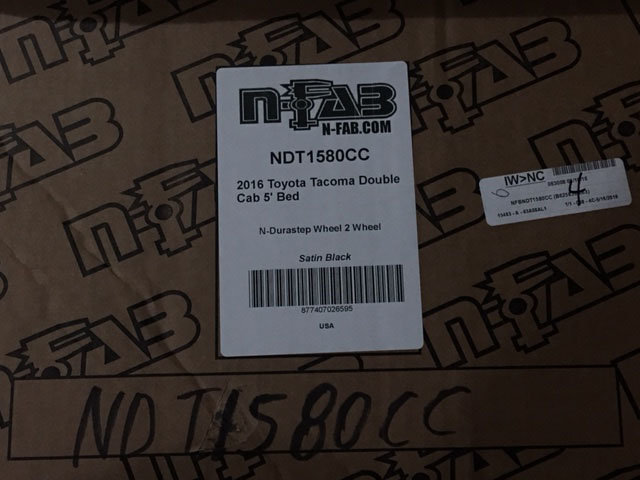 N-FAB
N-FAB.COM
NDT1580CC
2016 Toyota Tacoma Double
Cab 5' Bed
N-Durastep Wheel 2 Wheel
Satin Black
877407026595
USA
IW>NC
4
NDT1580CC